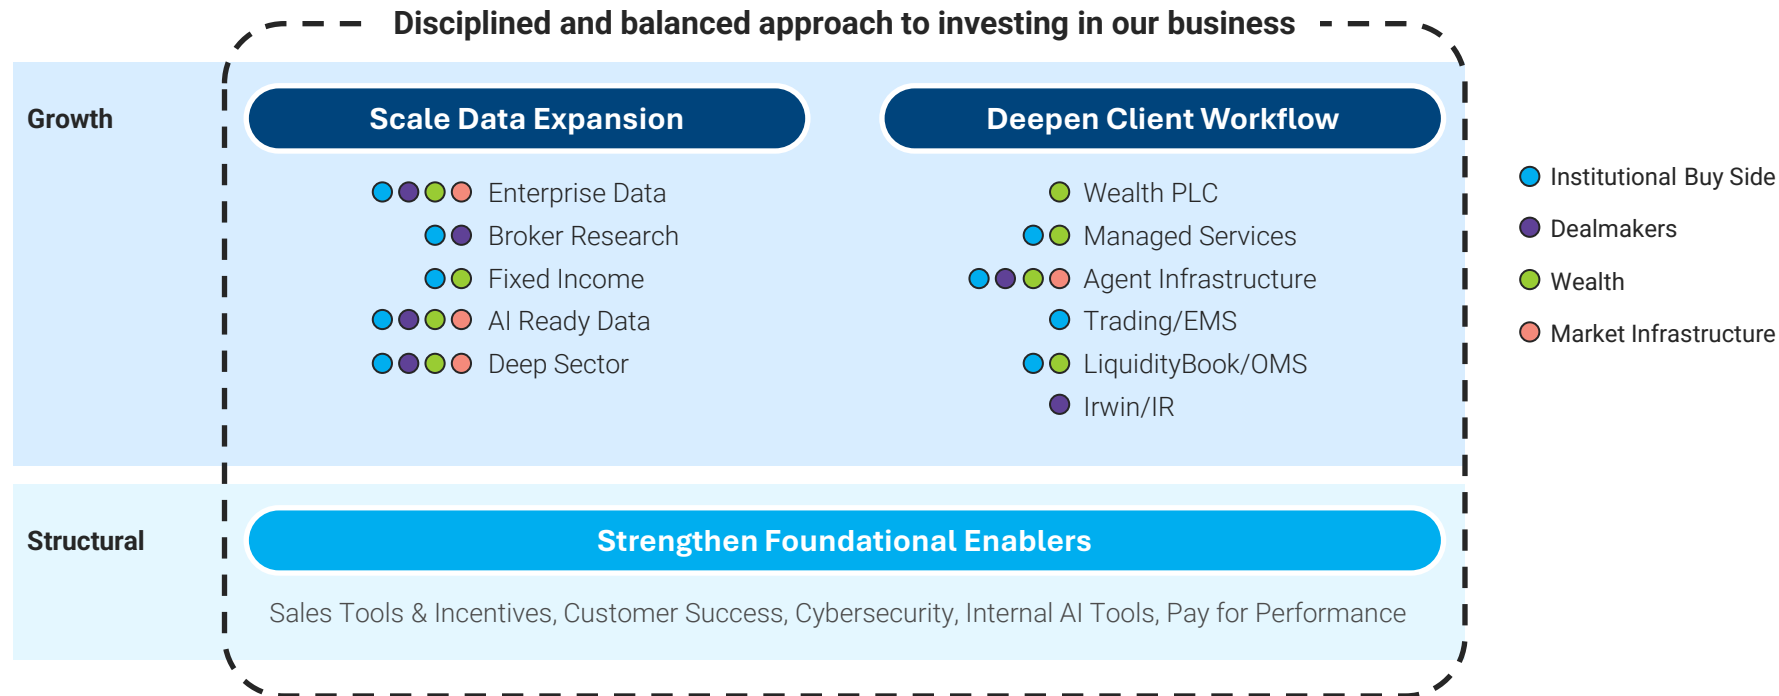 Disciplined and balanced approach to investing in our business
Growth
Scale Data Expansion
Enterprise Data
Broker Research
Fixed Income
AI Ready Data
Deep Sector
Deepen Client Workflow
Wealth PLC
Managed Services
Agent Infrastructure
Trading/EMS
LiquidityBook/OMS
Irwin/IR
Institutional Buy Side
Dealmakers
Wealth
Market Infrastructure
Structural
Strengthen Foundational Enablers
Sales Tools & Incentives, Customer Success, Cybersecurity, Internal AI Tools, Pay for Performance